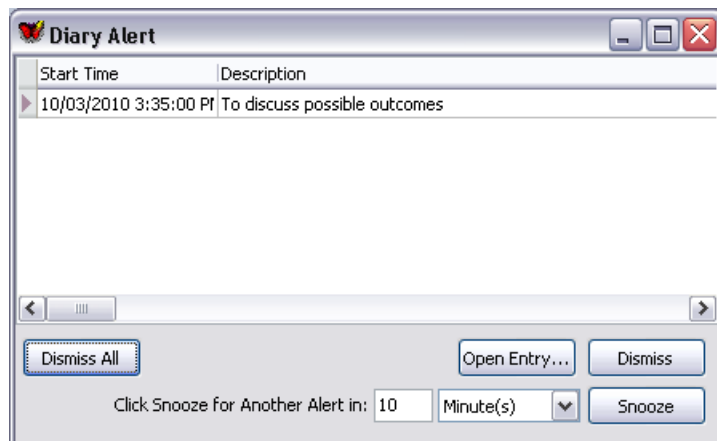 Diary Alert
Start Time Description
10/03/2010 3:35:00 PM To discuss possible outcomes
Dismiss All Open Entry... Dismiss
Click Snooze for Another Alert in: 10 Minute(s) Snooze